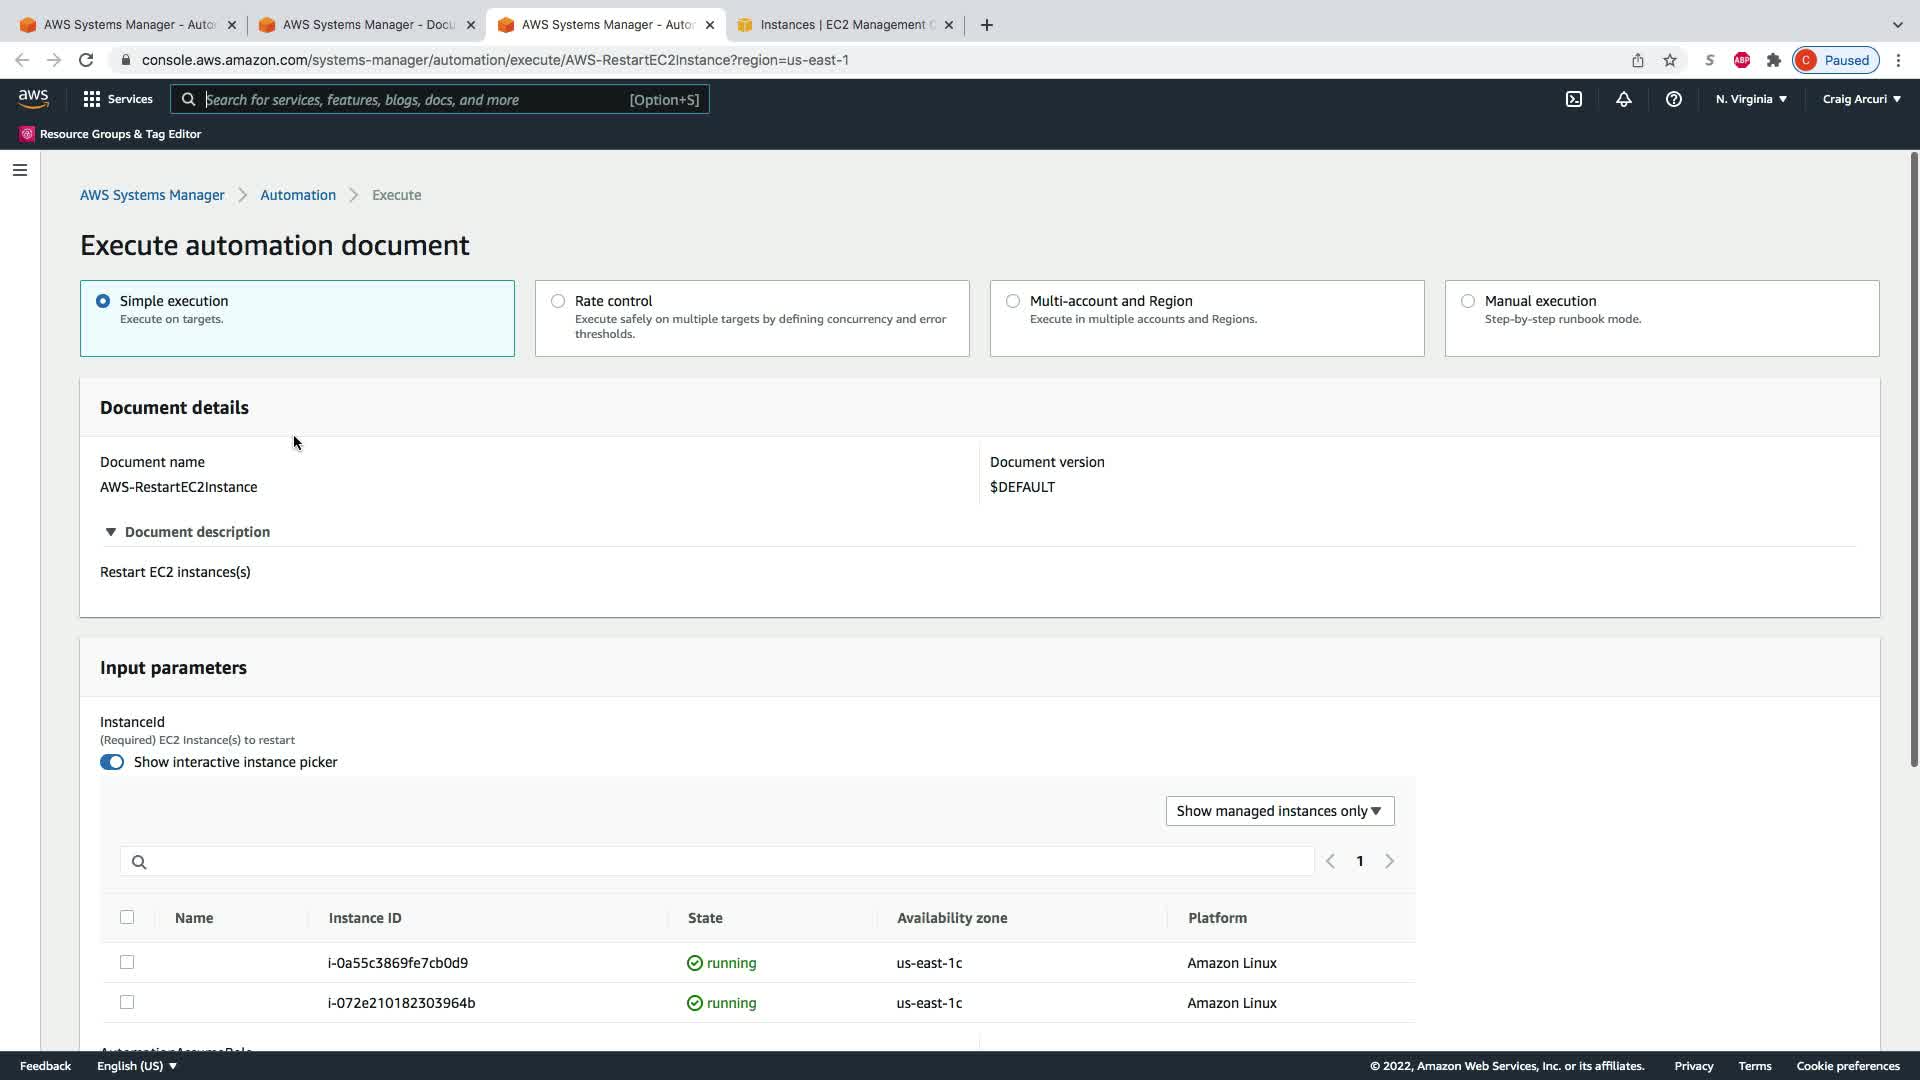 AWS Systems Manager - Auto
AWS Systems Manager - Docu
AWS Systems Manager - Auto
Instances | EC2 Management C
console.aws.amazon.com/systems-manager/automation/execute/AWS-RestartEC2Instance?region=us-east-1
S
ABP
C Paused
aws
Services
Search for services, features, blogs, docs, and more [Option+S]
N. Virginia
Craig Arcuri
Resource Groups & Tag Editor
AWS Systems Manager
Automation
Execute
Execute automation document
Simple execution
Execute on targets.
Rate control
Execute safely on multiple targets by defining concurrency and error
thresholds.
Multi-account and Region
Execute in multiple accounts and Regions.
Manual execution
Step-by-step runbook mode.
Document details
Document name
AWS-RestartEC2Instance
Document version
$DEFAULT
Document description
Restart EC2 instances(s)
Input parameters
InstanceId
(Required) EC2 Instance(s) to restart
Show interactive instance picker
Show managed instances only
1
Name Instance ID State Availability zone Platform
i-0a55c3869fe7cb0d9 running us-east-1c Amazon Linux
i-072e210182303964b running us-east-1c Amazon Linux
Feedback English (US) © 2022, Amazon Web Services, Inc. or its affiliates. Privacy Terms Cookie preferences